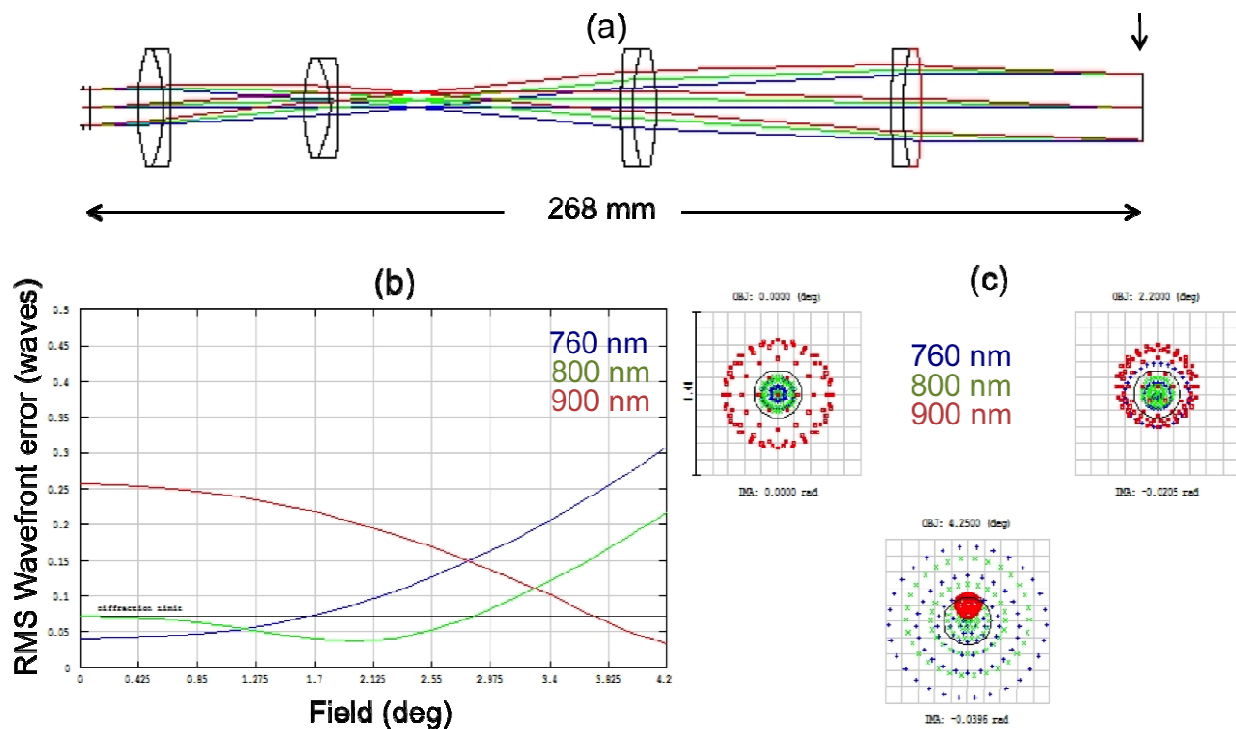 (a)
268 mm
(b)
RMS Wavefront error (waves)
0.5
0.45
0.4
0.35
0.3
0.25
0.2
0.15
0.1
0.05
0
760 nm
800 nm
900 nm
diffraction limit
0
0.425
0.85
1.275
1.7
2.125
2.55
2.975
3.4
3.825
4.2
Field (deg)
(c)
OBJ: 0.0000 (deg)
IMA: 0.0000 rad
760 nm
800 nm
900 nm
OBJ: 2.2000 (deg)
IMA: -0.0205 rad
OBJ: 4.2500 (deg)
IMA: -0.0396 rad